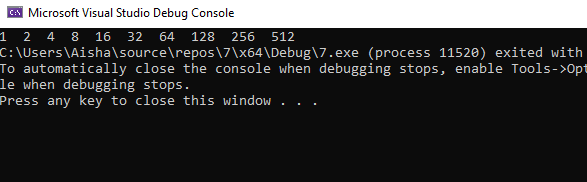 Microsoft Visual Studio Debug Console
1 2 4 8 16 32 64 128 256 512
C:\Users\Aisha\source\repos\7\x64\Debug\7.exe (process 11520) exited with
To automatically close the console when debugging stops, enable Tools->Opt
le when debugging stops.
Press any key to close this window . . .